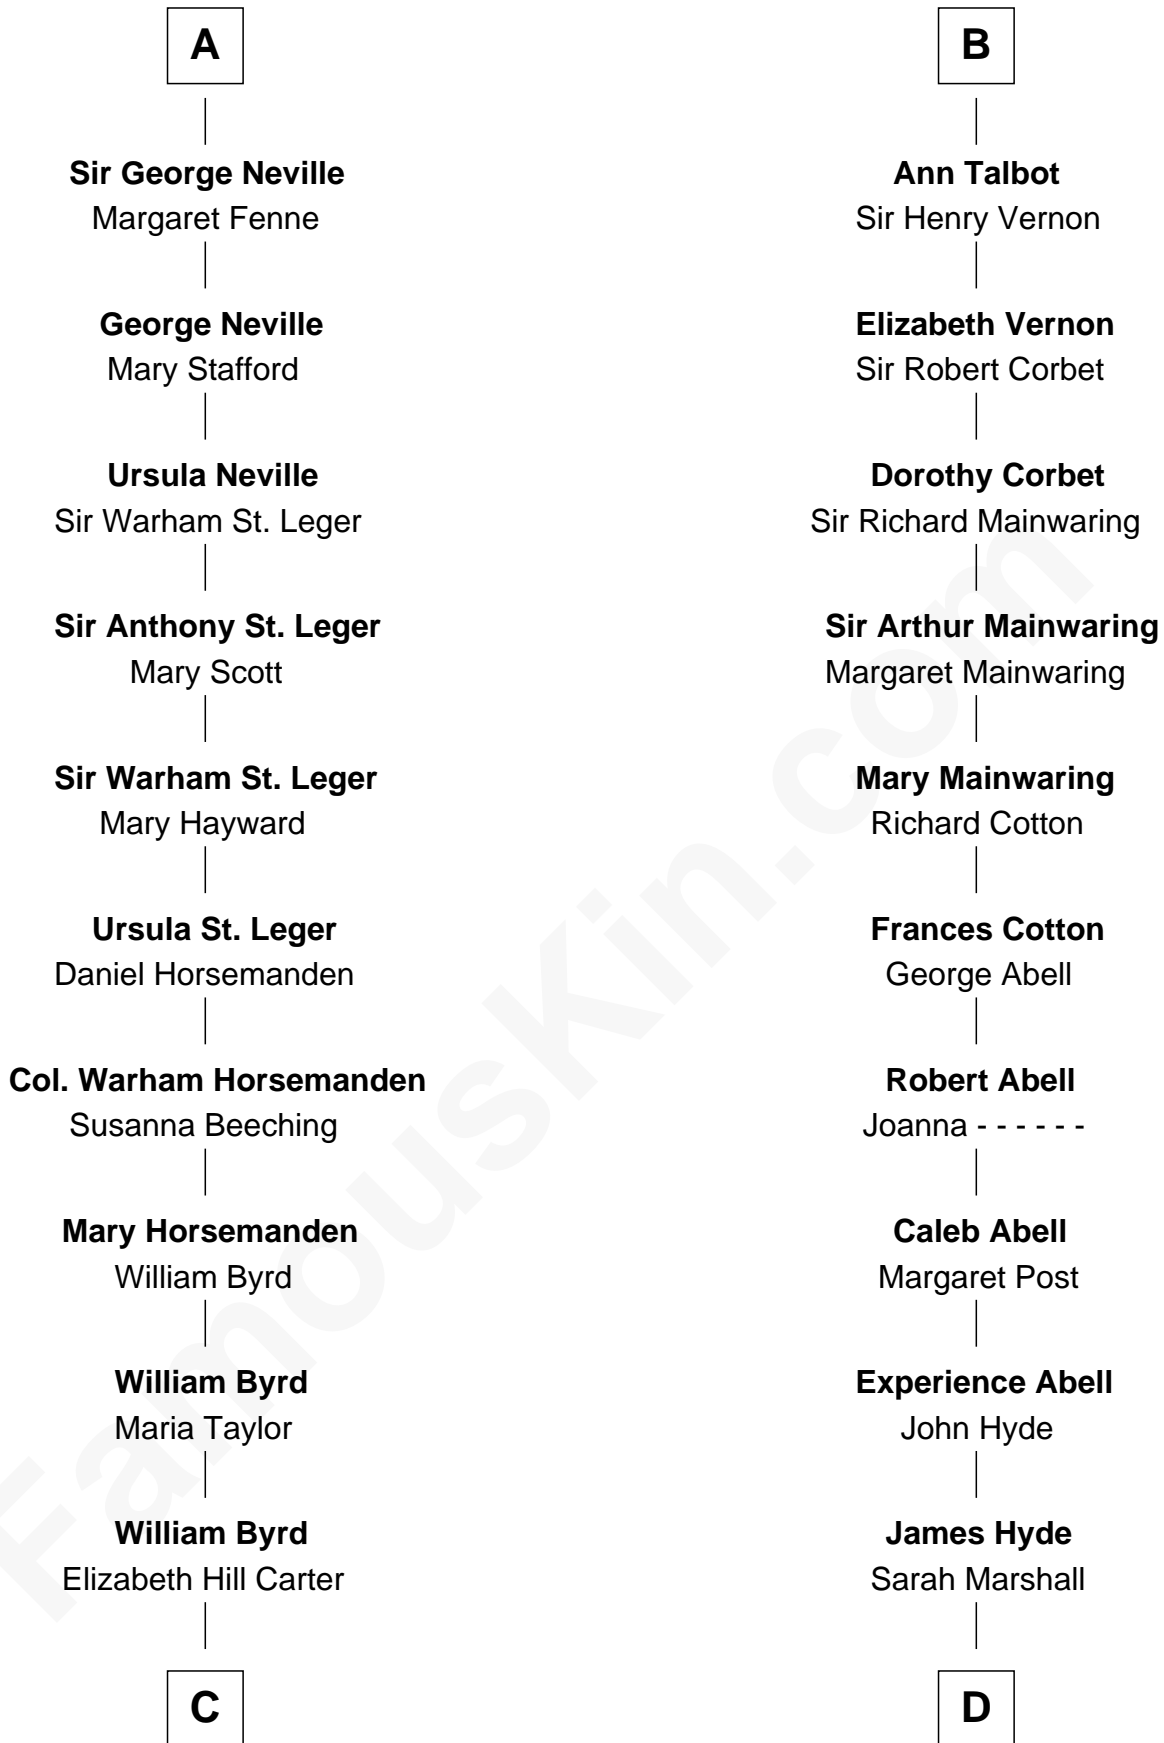 A
Sir George Neville
Margaret Fenne
George Neville
Mary Stafford
Ursula Neville
Sir Warham St. Leger
Sir Anthony St. Leger
Mary Scott
Sir Warham St. Leger
Mary Hayward
Ursula St. Leger
Daniel Horsemanden
Col. Warham Horsemanden
Susanna Beeching
Mary Horsemanden
William Byrd
William Byrd
Maria Taylor
William Byrd
Elizabeth Hill Carter
C
B
Ann Talbot
Sir Henry Vernon
Elizabeth Vernon
Sir Robert Corbet
Dorothy Corbet
Sir Richard Mainwaring
Sir Arthur Mainwaring
Margaret Mainwaring
Mary Mainwaring
Richard Cotton
Frances Cotton
George Abell
Robert Abell
Joanna - - - - - -
Caleb Abell
Margaret Post
Experience Abell
John Hyde
James Hyde
Sarah Marshall
D
FamousKin.com